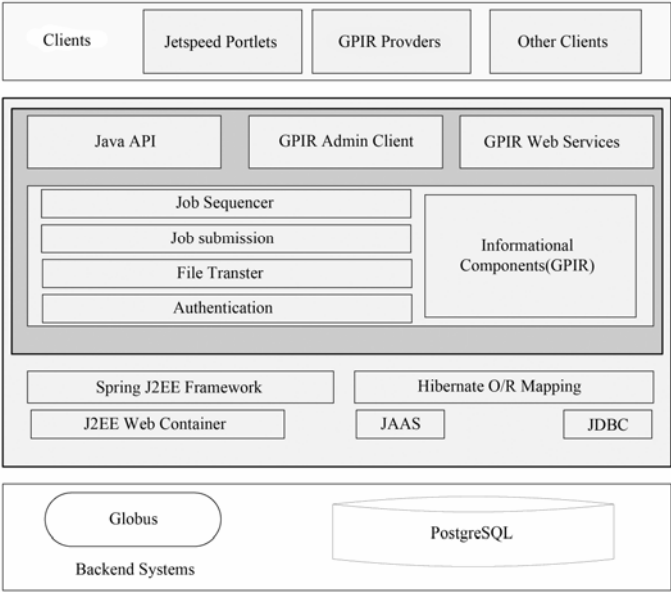 Clients
Jetspeed Portlets
GPIR Provders
Other Clients
Java API
GPIR Admin Client
GPIR Web Services
Job Sequencer
Job submission
File Transter
Authentication
Informational
Components(GPIR)
Spring J2EE Framework
Hibernate O/R Mapping
J2EE Web Container
JAAS
JDBC
Globus
PostgreSQL
Backend Systems